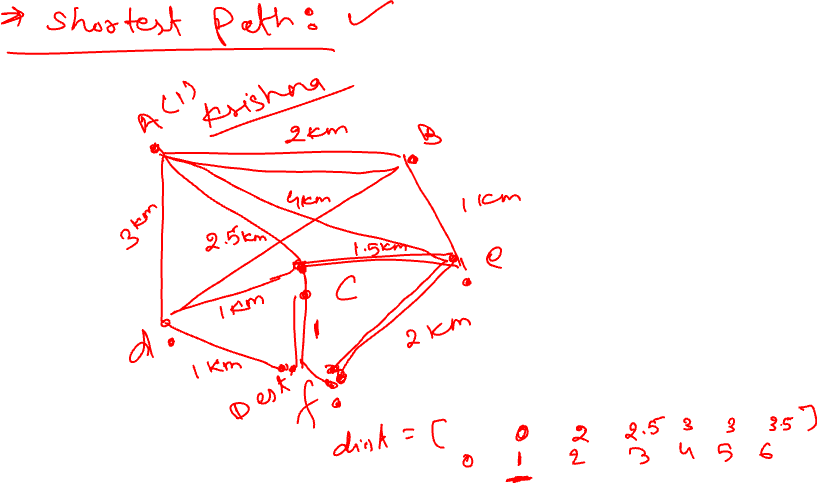 → Shortest Path:
A(1) Krishna
2km
B
3km
4km
1km
2.5km
1.5km
e
C
1km
1
2km
d
1km
Dest
f
dist = [ 0 2 2.5 3 3 3.5 ]
0 1 2 3 4 5 6